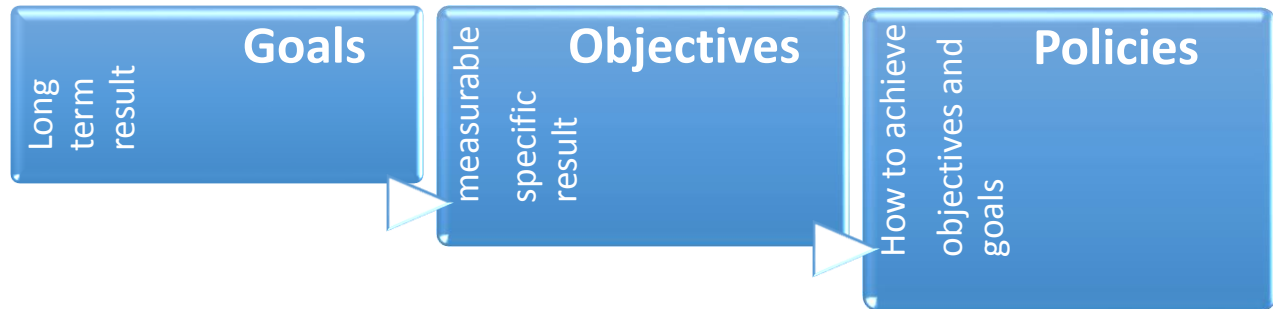 Goals
Long
term
result
Objectives
measurable
specific
result
Policies
How to achieve
objectives and
goals